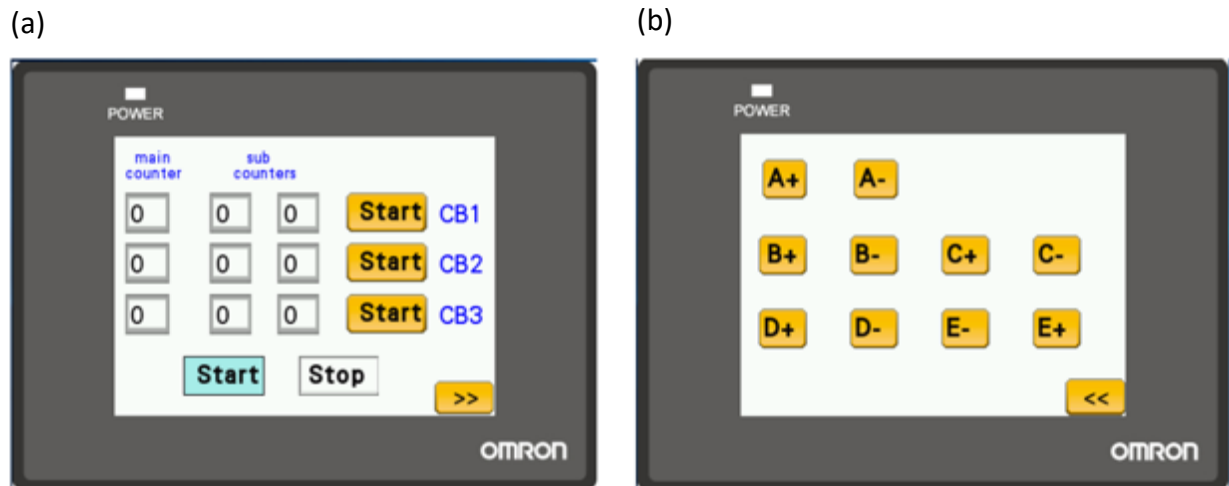 (a)
POWER
main counter sub counters
0 0 0 Start CB1
0 0 0 Start CB2
0 0 0 Start CB3
Start Stop
>>
OMRON
(b)
POWER
A+ A-
B+ B- C+ C-
D+ D- E- E+
<<
OMRON